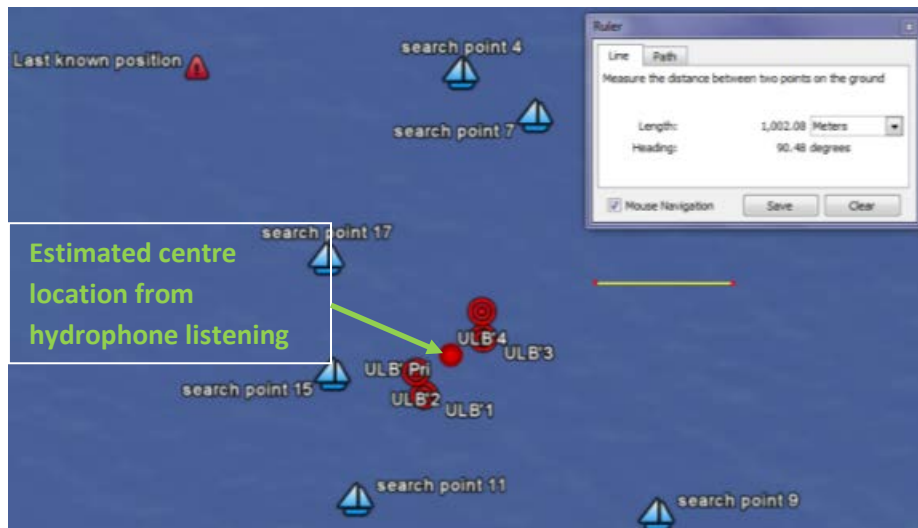 Last known position
search point 4
search point 7
Ruler
Line Path
Measure the distance between two points on the ground
Length: 1,002.08 Meters
Heading: 90.48 degrees
Mouse Navigation Save Clear
search point 17
Estimated centre
location from
hydrophone listening
ULB'4
ULB'3
ULB' Pri
search point 15
ULB'2
ULB'1
search point 11
search point 9